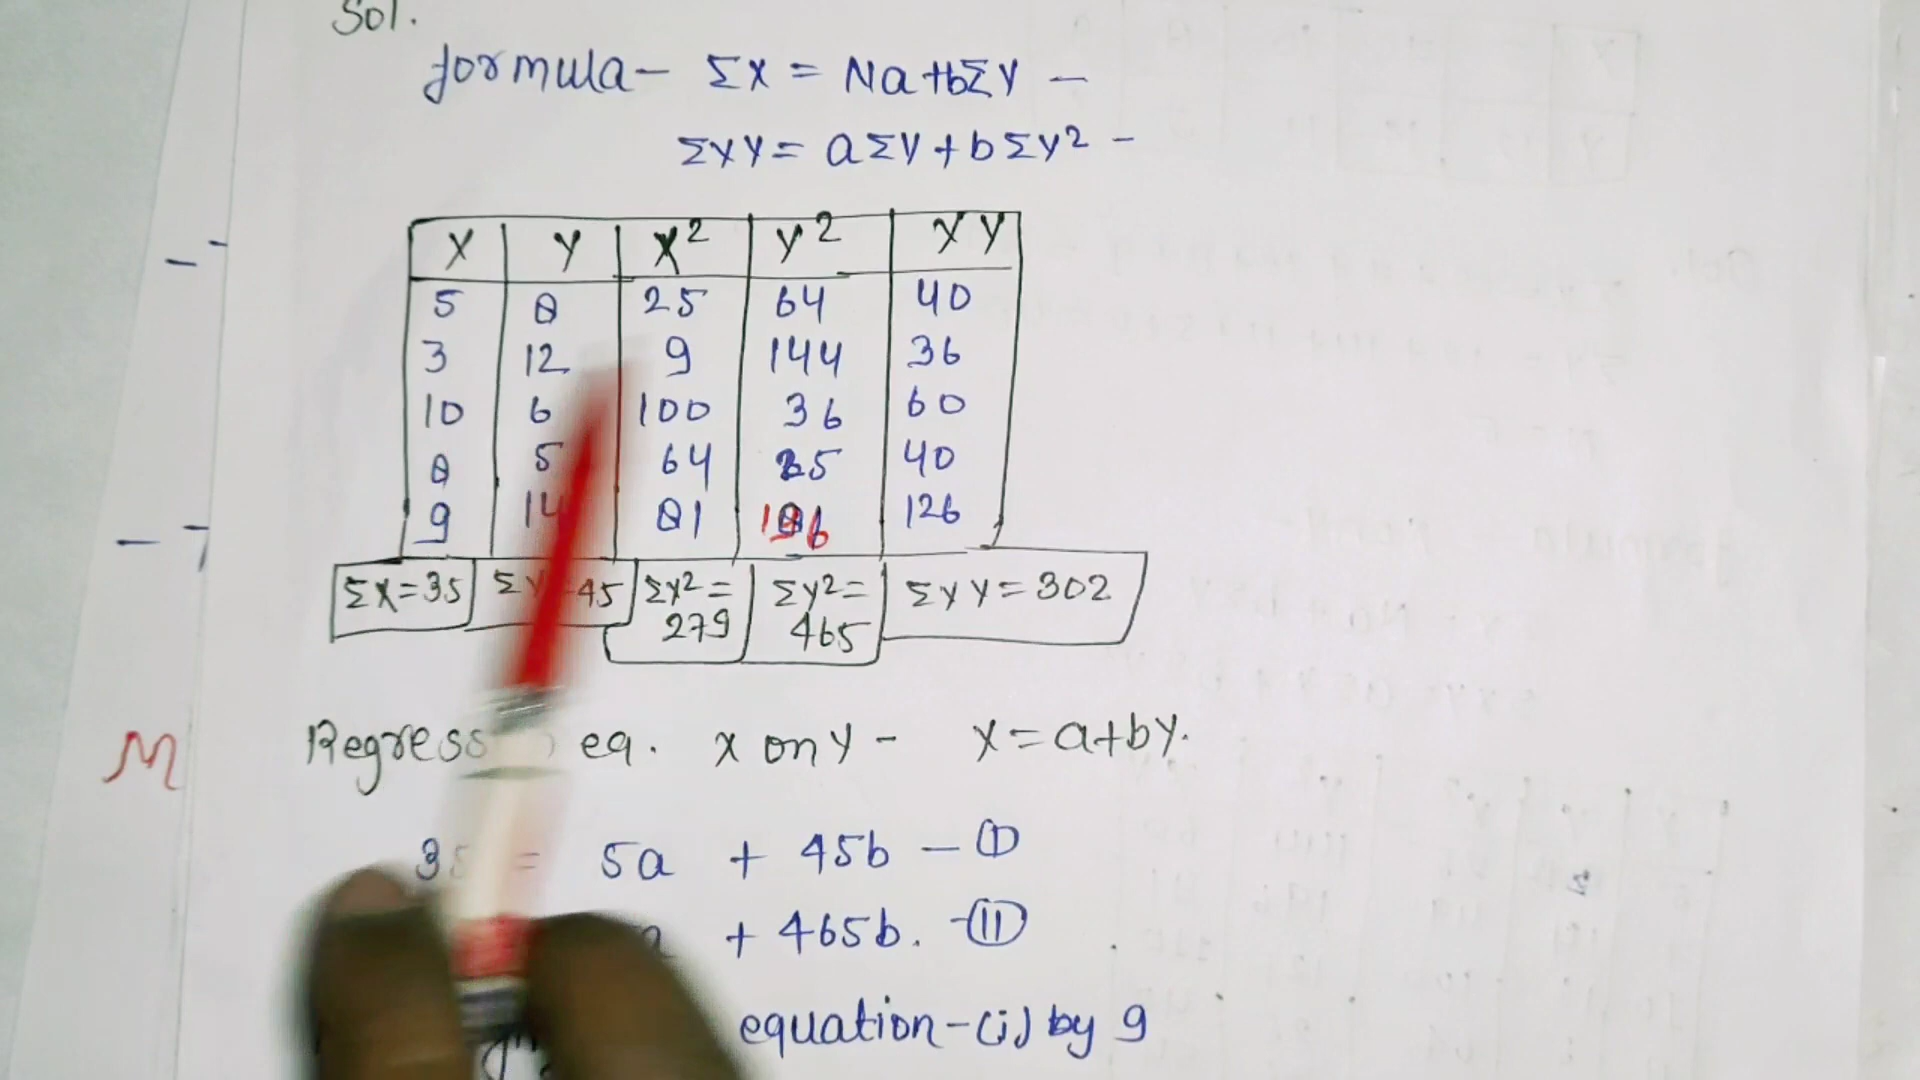 Sol.
formula- ΣX = Na+bΣY -
ΣXY = aΣY+bΣY2 -
X Y X2 Y2 XY
5 8 25 64 40
3 12 9 144 36
10 6 100 36 60
8 5 64 25 40
9 14 81 196 126
ΣX=35 ΣY=45 ΣX2=279 ΣY2=465 ΣXY=302
eq. X on Y - X=a+bY.
= 5a + 45b - (I)
+ 465b. -(II)
equation-(i) by 9
M